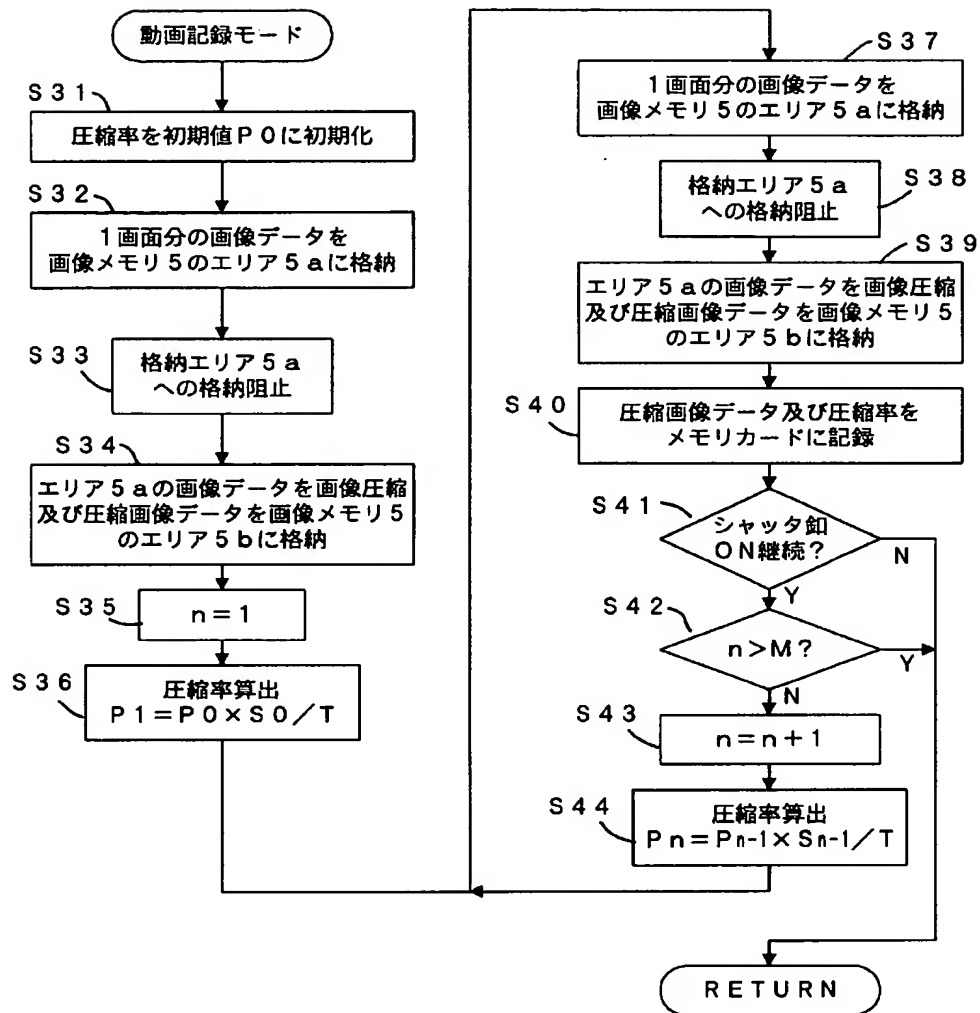 動画記録モード
S31
圧縮率を初期値P0に初期化
S32
1画面分の画像データを
画像メモリ5のエリア5aに格納
S33
格納エリア5a
への格納阻止
S34
エリア5aの画像データを画像圧縮
及び圧縮画像データを画像メモリ5
のエリア5bに格納
S35
n=1
S36
圧縮率算出
P1=P0×S0/T
S37
1画面分の画像データを
画像メモリ5のエリア5aに格納
S38
格納エリア5a
への格納阻止
S39
エリア5aの画像データを画像圧縮
及び圧縮画像データを画像メモリ5
のエリア5bに格納
S40
圧縮画像データ及び圧縮率を
メモリカードに記録
S41
シャッタ釦
ON継続?
N
Y
S42
n>M?
Y
N
S43
n=n+1
S44
圧縮率算出
Pn=Pn-1×Sn-1/T
RETURN